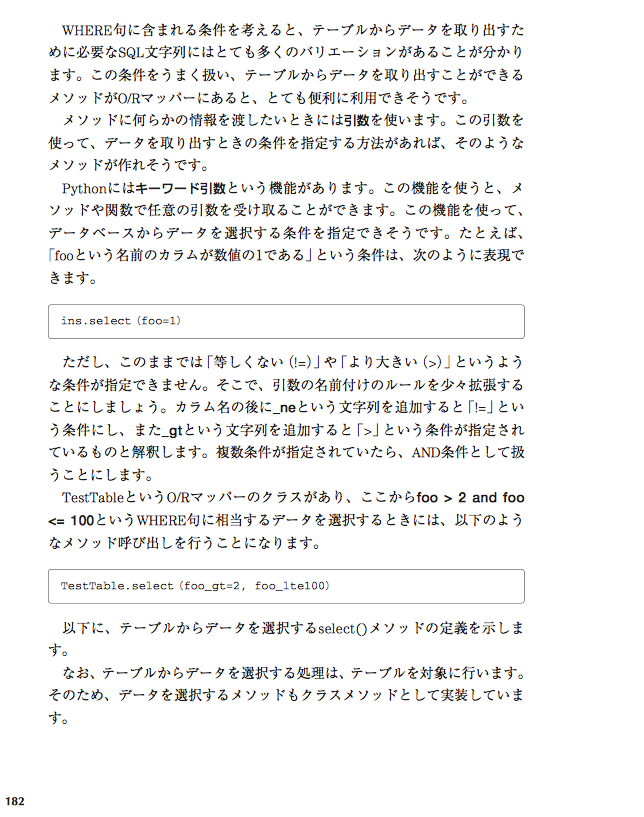 WHERE句に含まれる条件を考えると、テーブルからデータを取り出すた
めに必要なSQL文字列にはとても多くのバリエーションがあることが分かり
ます。この条件をうまく扱い、テーブルからデータを取り出すことができる
メソッドがO/Rマッパーにあると、とても便利に利用できそうです。
メソッドに何らかの情報を渡したいときには引数を使います。この引数を
使って、データを取り出すときの条件を指定する方法があれば、そのような
メソッドが作れそうです。
Pythonにはキーワード引数という機能があります。この機能を使うと、メ
ソッドや関数で任意の引数を受け取ることができます。この機能を使って、
データベースからデータを選択する条件を指定できそうです。たとえば、
「fooという名前のカラムが数値の1である」という条件は、次のように表現で
きます。
ins.select (foo=1)
ただし、このままでは「等しくない (!=)」や「より大きい (>)」というよう
な条件が指定できません。そこで、引数の名前付けのルールを少々拡張する
ことにしましょう。カラム名の後に_neという文字列を追加すると「!=」とい
う条件にし、また_gtという文字列を追加すると「>」という条件が指定され
ているものと解釈します。複数条件が指定されていたら、AND条件として扱
うことにします。
TestTableというO/Rマッパーのクラスがあり、ここからfoo > 2 and foo
<= 100というWHERE句に相当するデータを選択するときには、以下のよう
なメソッド呼び出しを行うことになります。
TestTable.select (foo_gt=2, foo_lte100)
以下に、テーブルからデータを選択するselect()メソッドの定義を示しま
す。
なお、テーブルからデータを選択する処理は、テーブルを対象に行います。
そのため、データを選択するメソッドもクラスメソッドとして実装していま
す。
182